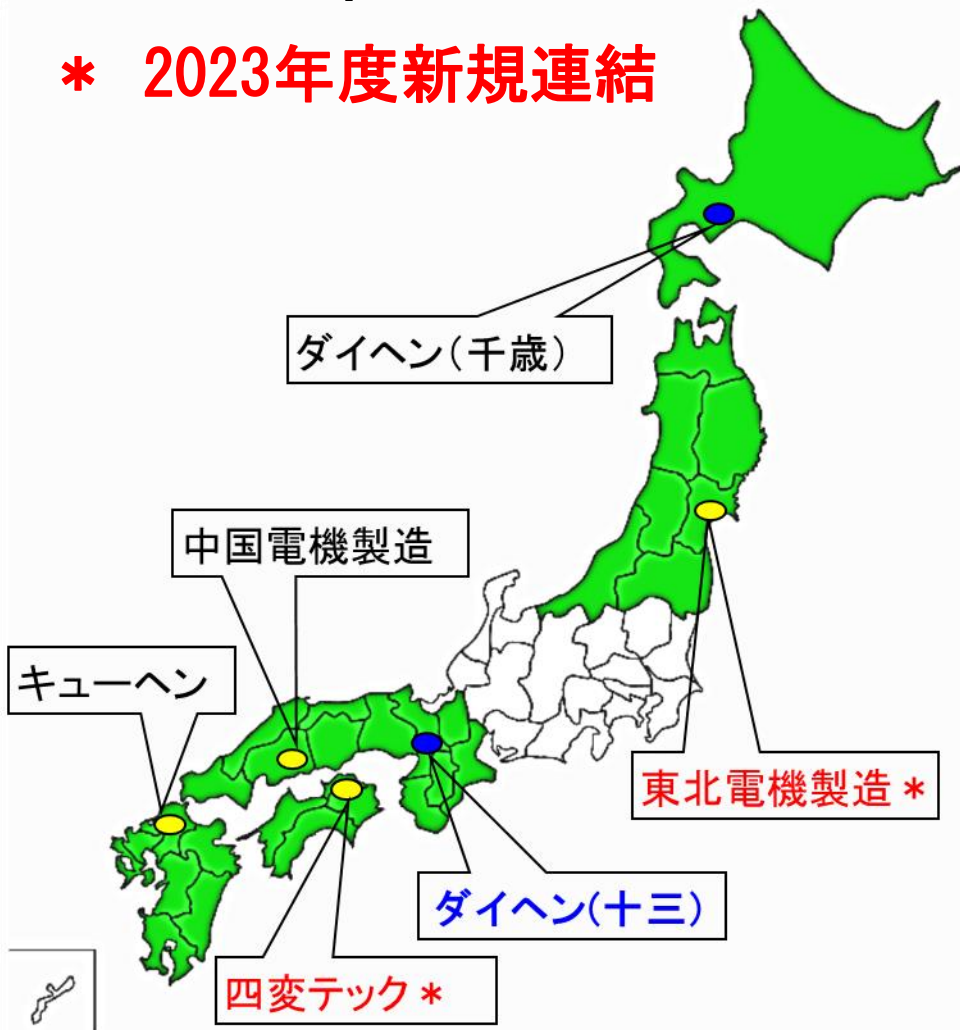 * 2023年度新規連結
ダイヘン(千歳)
中国電機製造
キューヘン
東北電機製造*
ダイヘン(十三)
四変テック*